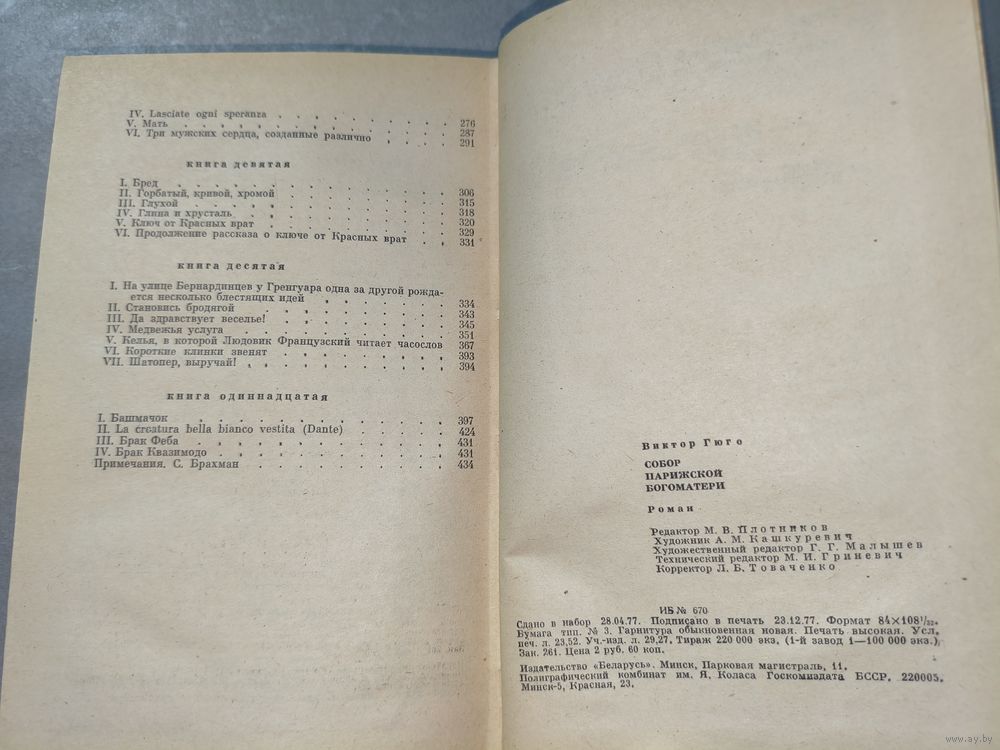 IV. Lasciate ogni speranza . . . . . . . . 276
V. Мать . . . . . . . . . . . 287
VI. Три мужских сердца, созданные различно . . . . 291
КНИГА ДЕВЯТАЯ
I. Бред . . . . . . . . . . . 306
II. Горбатый, кривой, хромой . . . . . . . 315
III. Глухой . . . . . . . . . . 318
IV. Глина и хрусталь . . . . . . . . . 320
V. Ключ от Красных врат . . . . . . . . 329
VI. Продолжение рассказа о ключе от Красных врат . . 331
КНИГА ДЕСЯТАЯ
I. На улице Бернардинцев у Гренгуара одна за другой рожда-
ется несколько блестящих идей . . . . . . 334
II. Становись бродягой . . . . . . . . 343
III. Да здравствует веселье! . . . . . . . 345
IV. Медвежья услуга . . . . . . . . . 351
V. Келья, в которой Людовик Французский читает часослов 367
VI. Короткие клинки звенят . . . . . . . 393
VII. Шатопер, выручай! . . . . . . . . . 394
КНИГА ОДИННАДЦАТАЯ
I. Башмачок . . . . . . . . . . 397
II. La creatura bella bianco vestita (Dante) . . . . 424
III. Брак Феба . . . . . . . . . . 431
IV. Брак Квазимодо . . . . . . . . . 431
Примечания. С. Брахман . . . . . . . . 434
Виктор Гюго
СОБОР
ПАРИЖСКОЙ
БОГОМАТЕРИ
Роман
Редактор М. В. Плотников
Художник А. М. Кашкуревич
Художественный редактор Г. Г. Малышев
Технический редактор М. И. Гриневич
Корректор Л. Б. Товаченко
ИБ № 670
Сдано в набор 28.04.77. Подписано в печать 23.12.77. Формат 84×108 1/32.
Бумага тип. № 3. Гарнитура обыкновенная новая. Печать высокая. Усл.
печ. л. 23,52. Уч.-изд. л. 29,27. Тираж 220 000 экз. (1-й завод 1—100 000 экз.)
Зак. 261. Цена 2 руб. 60 коп.
Издательство «Беларусь». Минск, Парковая магистраль, 11.
Полиграфический комбинат им. Я. Коласа Госкомиздата БССР. 220005,
Минск-5, Красная, 23.
www.ay.by